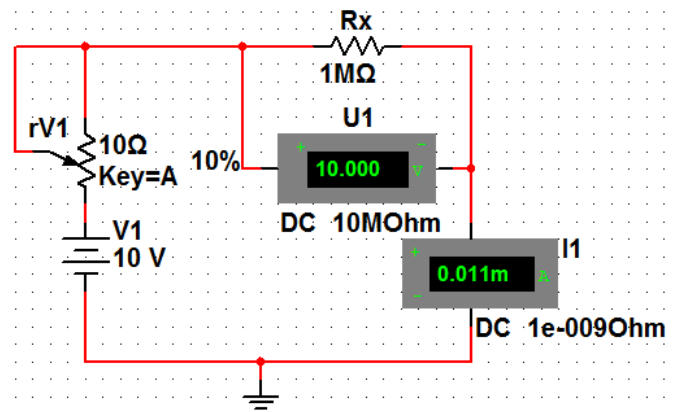 Rx
1MΩ
U1
rV1
10Ω
Key=A
10%
+ -
10.000 V
DC 10MOhm
V1
10 V
I1
+
0.011m A
-
DC 1e-009Ohm